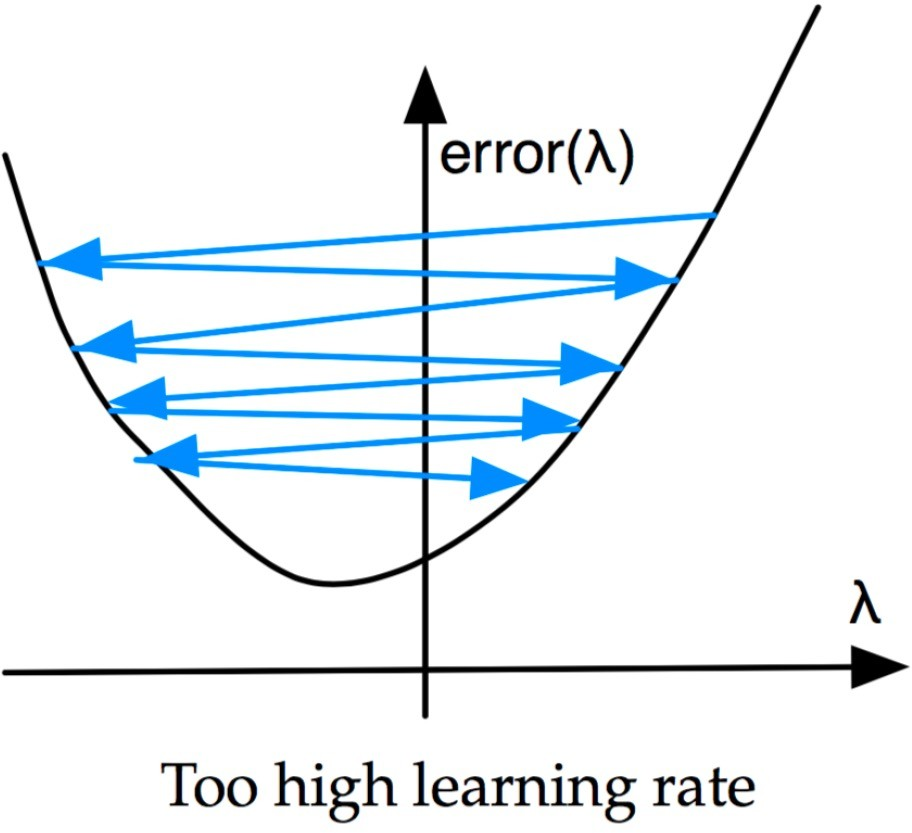 error(λ)
λ
Too high learning rate